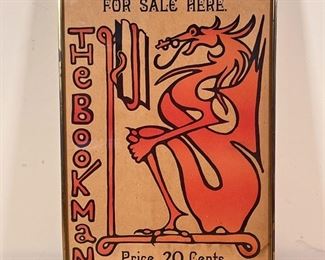 FOR SALE HERE.
THE BOOKMAN
Price 20 Cents